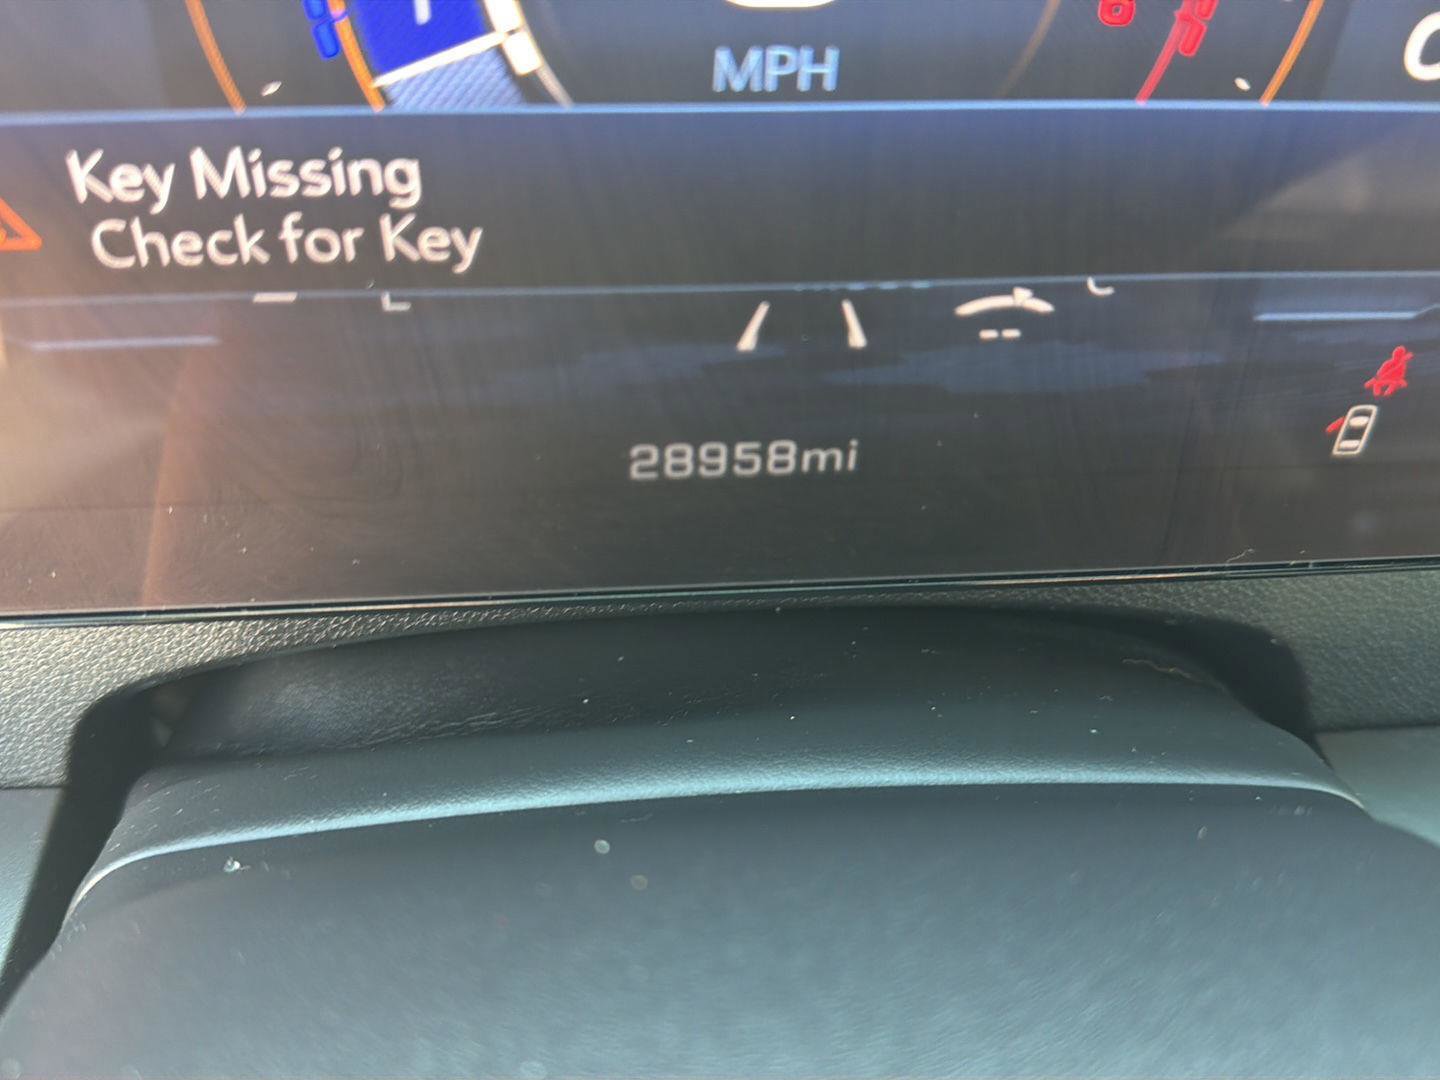 MPH
Key Missing
Check for Key
--
28958mi